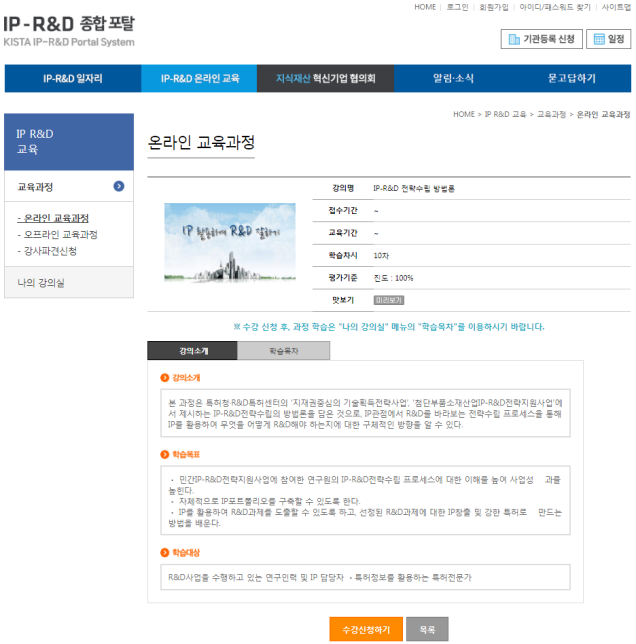 HOME | 로그인 | 회원가입 | 아이디/패스워드 찾기 | 사이트맵
IP-R&D 종합 포탈
KISTA IP-R&D Portal System
기관등록 신청
일정
IP-R&D 일자리
IP-R&D 온라인 교육
지식재산 혁신기업 협의회
알림·소식
묻고답하기
HOME > IP R&D 교육 > 교육과정 > 온라인 교육과정
IP R&D
교육
교육과정
- 온라인 교육과정
- 오프라인 교육과정
- 강사파견신청
나의 강의실
온라인 교육과정
IP 활용하여 R&D 잘하기
강의명 IP-R&D 전략수립 방법론
접수기간 ~
교육기간 ~
학습차시 10차
평가기준 진도 : 100%
맛보기 미리보기
※ 수강 신청 후, 과정 학습은 "나의 강의실" 메뉴의 "학습목차"를 이용하시기 바랍니다.
강의소개
학습목차
강의소개
본 과정은 특허청·R&D특허센터의 '지재권중심의 기술획득전략사업', '첨단부품소재산업IP-R&D전략지원사업'에
서 제시하는 IP-R&D전략수립의 방법론을 담은 것으로, IP관점에서 R&D를 바라보는 전략수립 프로세스을 통해
IP를 활용하여 무엇을 어떻게 R&D해야 하는지에 대한 구체적인 방향을 알 수 있다.
학습목표
· 민간IP-R&D전략지원사업에 참여한 연구원의 IP-R&D전략수립 프로세스에 대한 이해를 높여 사업성 과를
높힌다.
· 자체적으로 IP포트폴리오를 구축할 수 있도록 한다.
· IP를 활용하여 R&D과제를 도출할 수 있도록 하고, 선정된 R&D과제에 대한 IP창출 및 강한 특허로 만드는
방법을 배운다.
학습대상
R&D사업을 수행하고 있는 연구인력 및 IP 담당자 · 특허정보를 활용하는 특허전문가
수강신청하기
목록